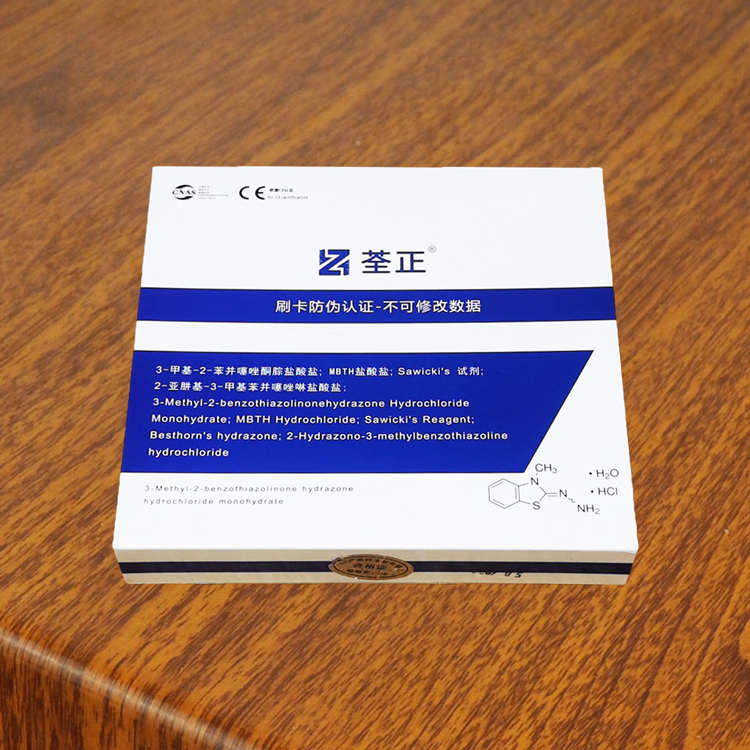 CNAS
CE
荃正®
刷卡防伪认证-不可修改数据
3-甲基-2-苯并噻唑酮腙盐酸盐; MBTH盐酸盐; Sawicki's 试剂;
2-亚肼基-3-甲基苯并噻唑啉盐酸盐;
3-Methyl-2-benzothiazolinonehydrazone Hydrochloride
Monohydrate; MBTH Hydrochloride; Sawicki's Reagent;
Besthorn's hydrazone; 2-Hydrazono-3-methylbenzothiazoline
hydrochloride
3-Mesthyl-2-benzothiazolinone hydrazone
hydrochloride monohydrate
CH₃
N
S
N
NH₂
• H₂O
• HCl